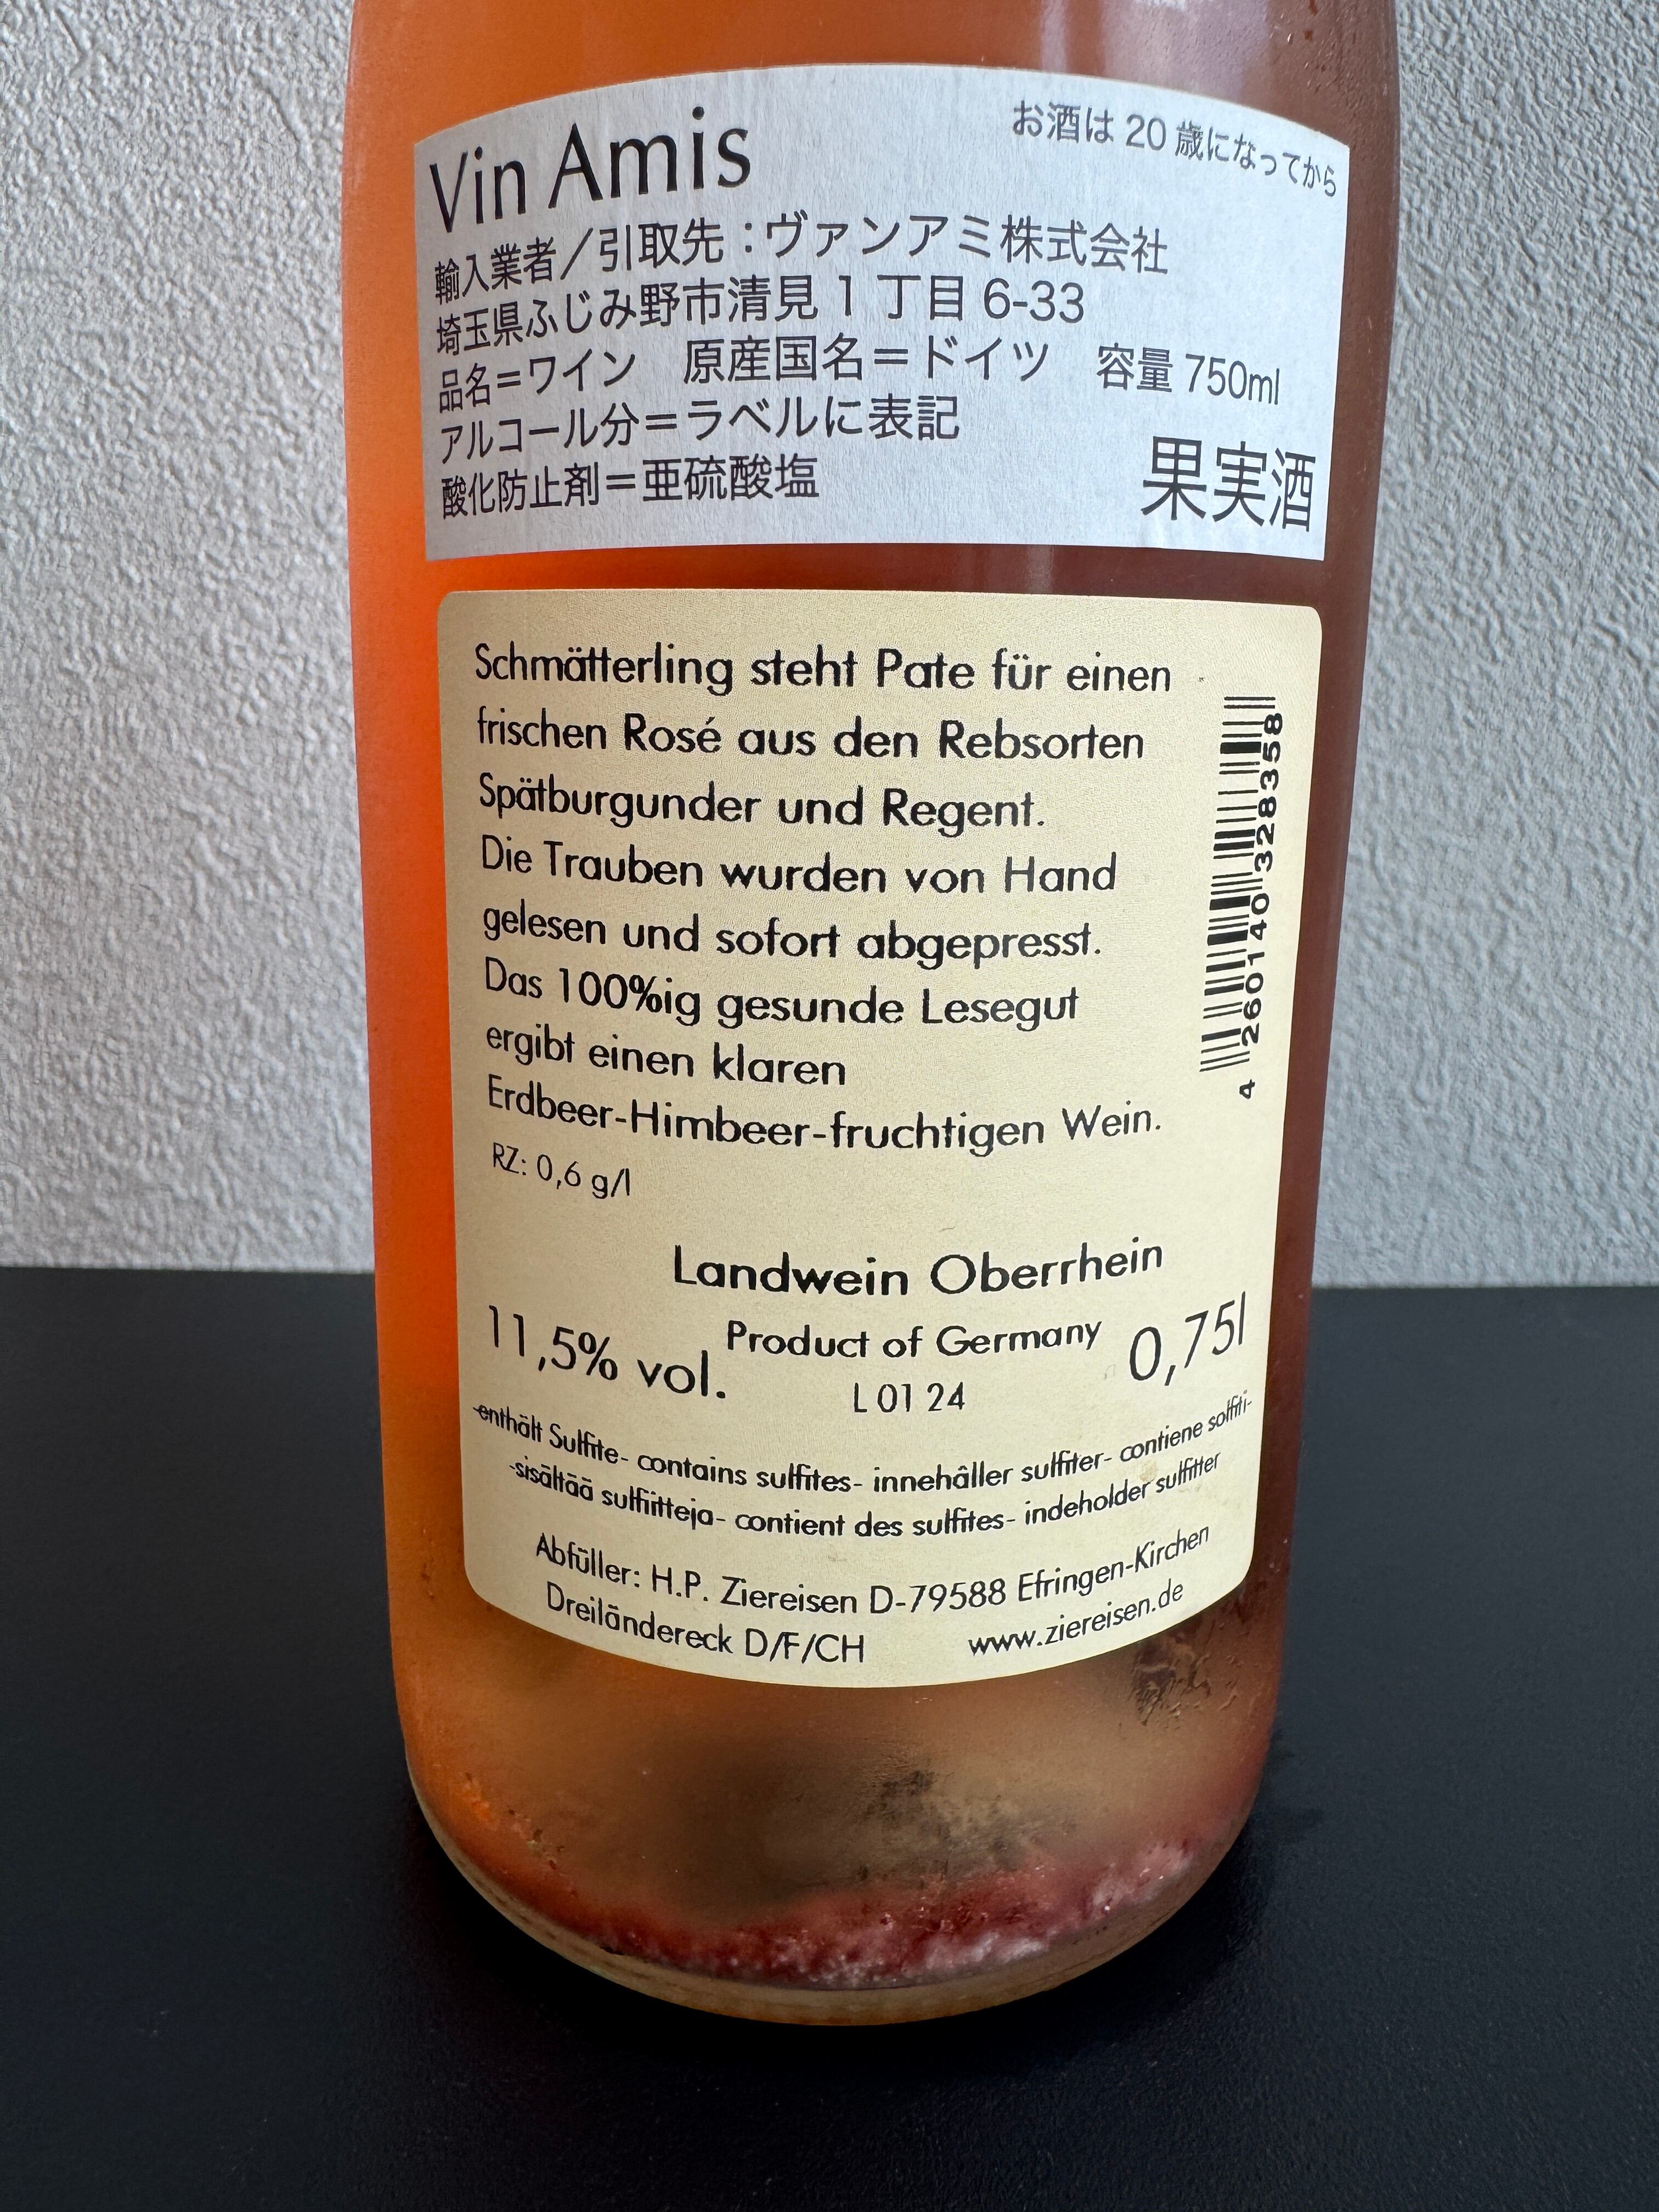 Vin Amis
お酒は 20 歳になってから
輸入業者／引取先：ヴァンアミ株式会社
埼玉県ふじみ野市清見 1 丁目 6-33
品名＝ワイン　原産国名＝ドイツ　容量 750ml
アルコール分＝ラベルに表記
酸化防止剤＝亜硫酸塩
果実酒
Schmätterling steht Pate für einen
frischen Rosé aus den Rebsorten
Spätburgunder und Regent.
Die Trauben wurden von Hand
gelesen und sofort abgepresst.
Das 100%ig gesunde Lesegut
ergibt einen klaren
Erdbeer-Himbeer-fruchtigen Wein.
RZ: 0,6 g/l
4 260140 328358
Landwein Oberrhein
11,5% vol. Product of Germany 0,75l
L 01 24
-enthält Sulfite- contains sulfites- innehâller sulfiter- contiene solfiti-
-sisältää sulfiitteja- contient des sulfites- indeholder sulfitter
Abfüller: H.P. Ziereisen D-79588 Efringen-Kirchen
Dreiländereck D/F/CH www.ziereisen.de